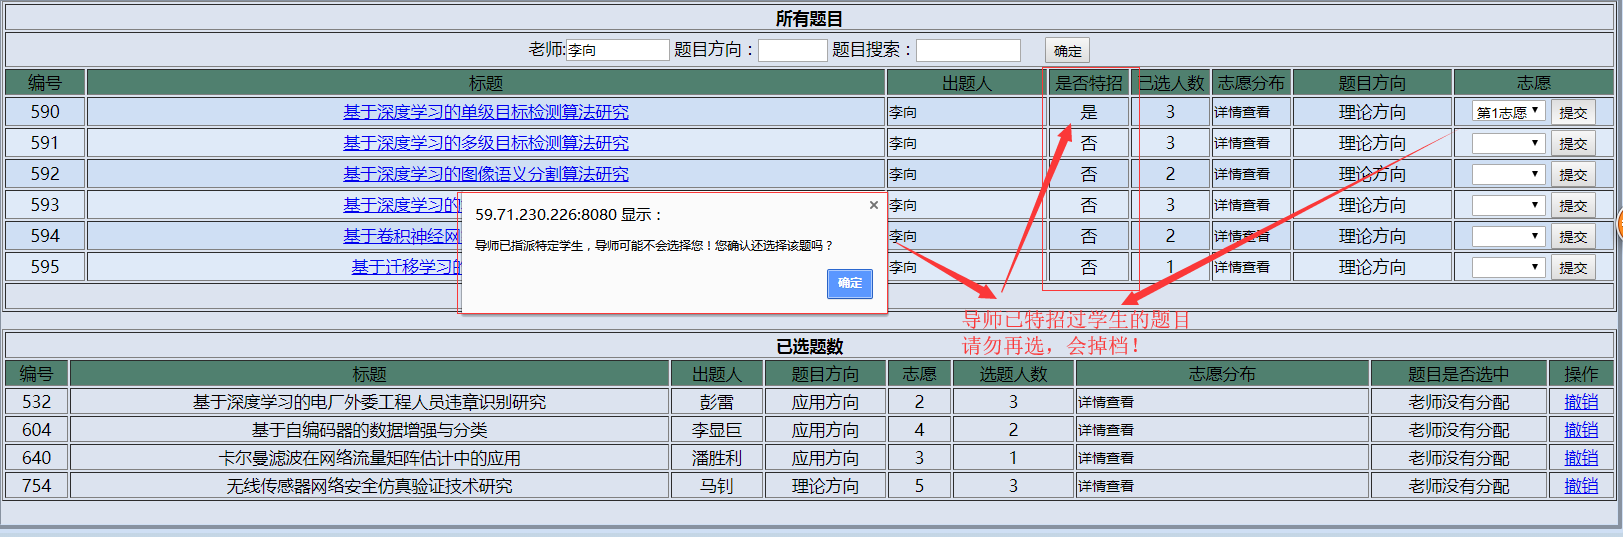 所有题目
老师:李向 题目方向： 题目搜索： 确定
编号 标题 出题人 是否特招 已选人数 志愿分布 题目方向 志愿
590 基于深度学习的单级目标检测算法研究 李向 是 3 详情查看 理论方向 第1志愿 提交
591 基于深度学习的多级目标检测算法研究 李向 否 3 详情查看 理论方向 提交
592 基于深度学习的图像语义分割算法研究 李向 否 2 详情查看 理论方向 提交
593 基于深度学习的 李向 否 3 详情查看 理论方向 提交
594 基于卷积神经网 李向 否 2 详情查看 理论方向 提交
595 基于迁移学习的 李向 否 1 详情查看 理论方向 提交
59.71.230.226:8080 显示：
导师已指派特定学生，导师可能不会选择您！您确认还选择该题吗？
确定
导师已特招过学生的题目
请勿再选，会掉档！
已选题数
编号 标题 出题人 题目方向 志愿 选题人数 志愿分布 题目是否选中 操作
532 基于深度学习的电厂外委工程人员违章识别研究 彭雷 应用方向 2 3 详情查看 老师没有分配 撤销
604 基于自编码器的数据增强与分类 李显巨 应用方向 4 2 详情查看 老师没有分配 撤销
640 卡尔曼滤波在网络流量矩阵估计中的应用 潘胜利 应用方向 3 1 详情查看 老师没有分配 撤销
754 无线传感器网络安全仿真验证技术研究 马钊 理论方向 5 3 详情查看 老师没有分配 撤销